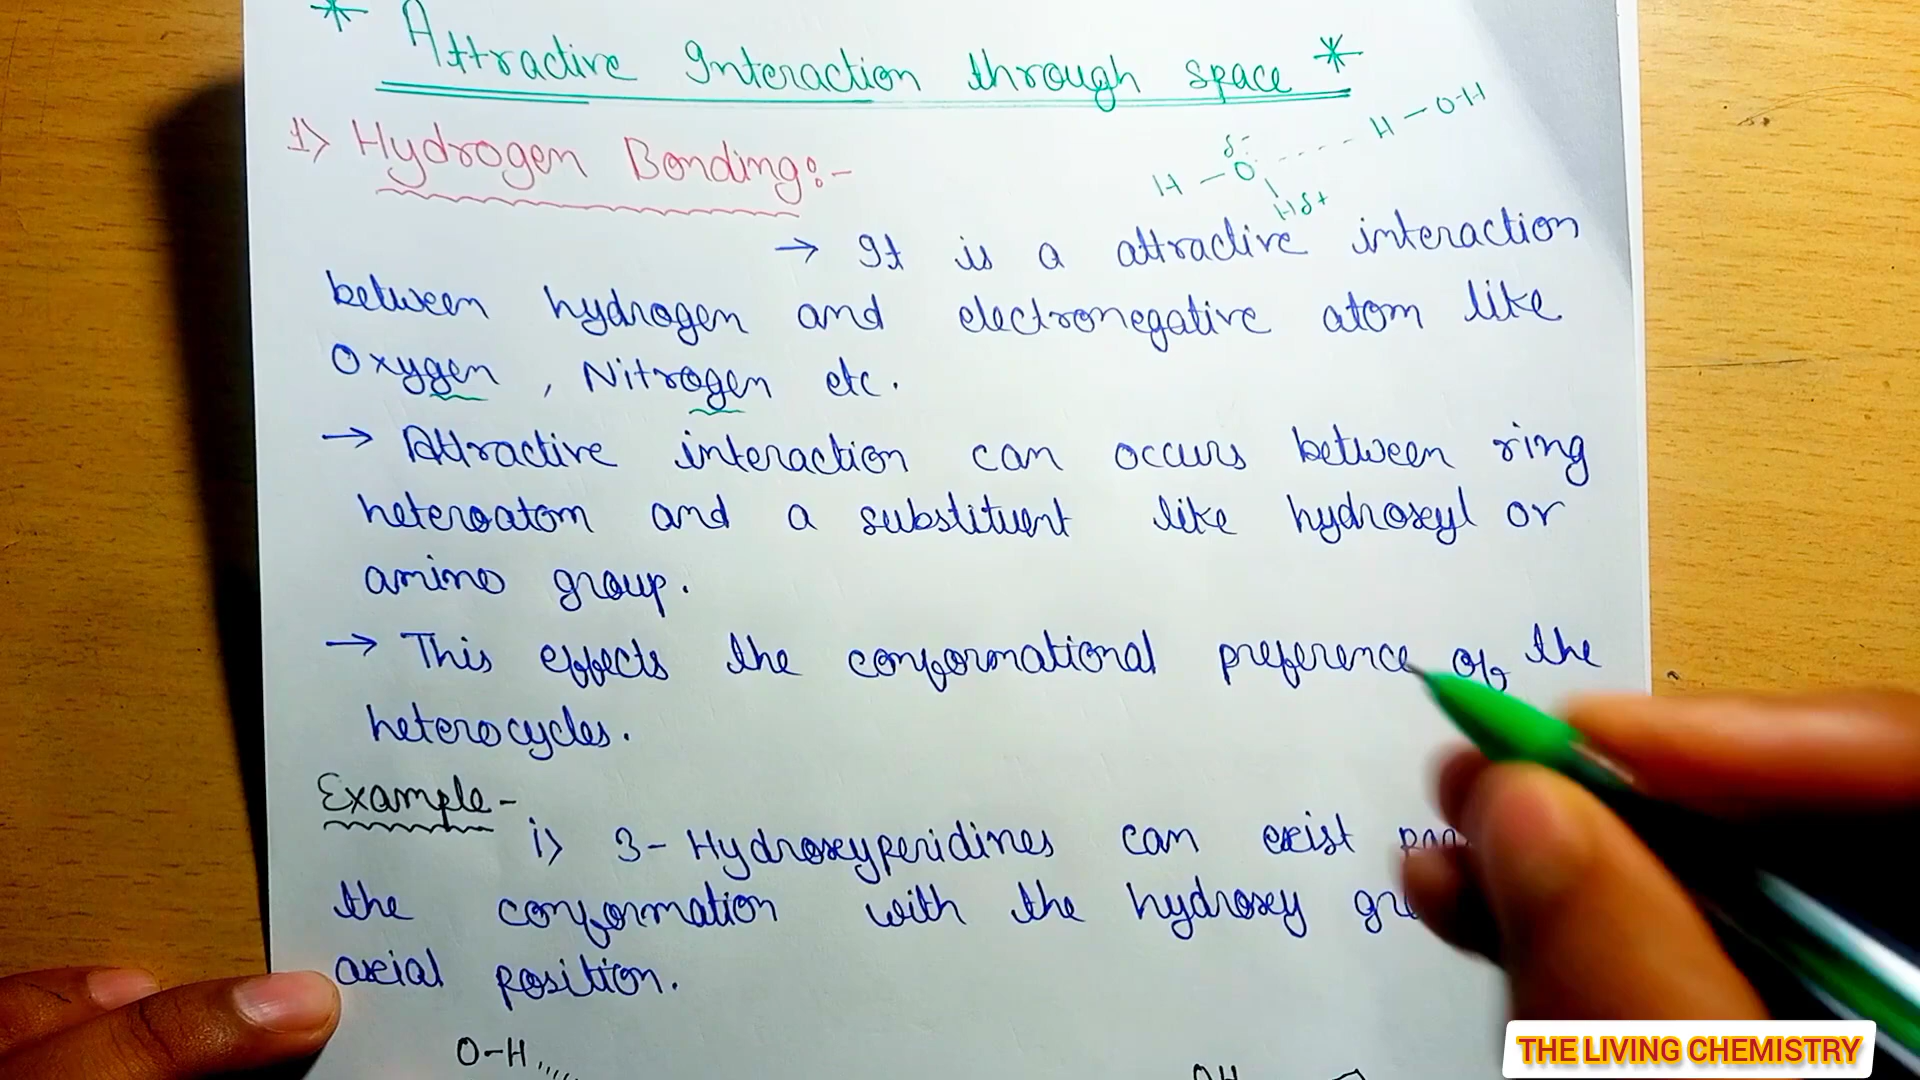 * Attractive Interaction through space *
H - O-H
δ-
H - O
1) Hydrogen Bonding:-
Hδ+
→ It is a attractive interaction
between hydrogen and electronegative atom like
Oxygen, Nitrogen etc.
→ Attractive interaction can occurs between ring
heteroatom and a substituent like hydroxyl or
amino group.
→ This effects the conformational preference of the
heterocycles.
Example-
i) 3-Hydroxyperidines can exist
the conformation with the hydroxy
axial position.
O-H
OH
THE LIVING CHEMISTRY